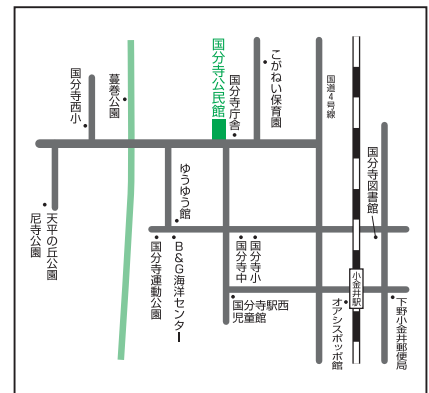 国分寺公民館
国分寺庁舎
こがねい保育園
国道4号線
国分寺西小
蔓巻公園
国分寺図書館
ゆうゆう館
天平の丘公園
尼寺公園
国分寺運動公園
B&G海洋センター
国分寺中
国分寺小
小金井駅
国分寺駅西
児童館
オアシスポッポ館
下野小金井郵便局